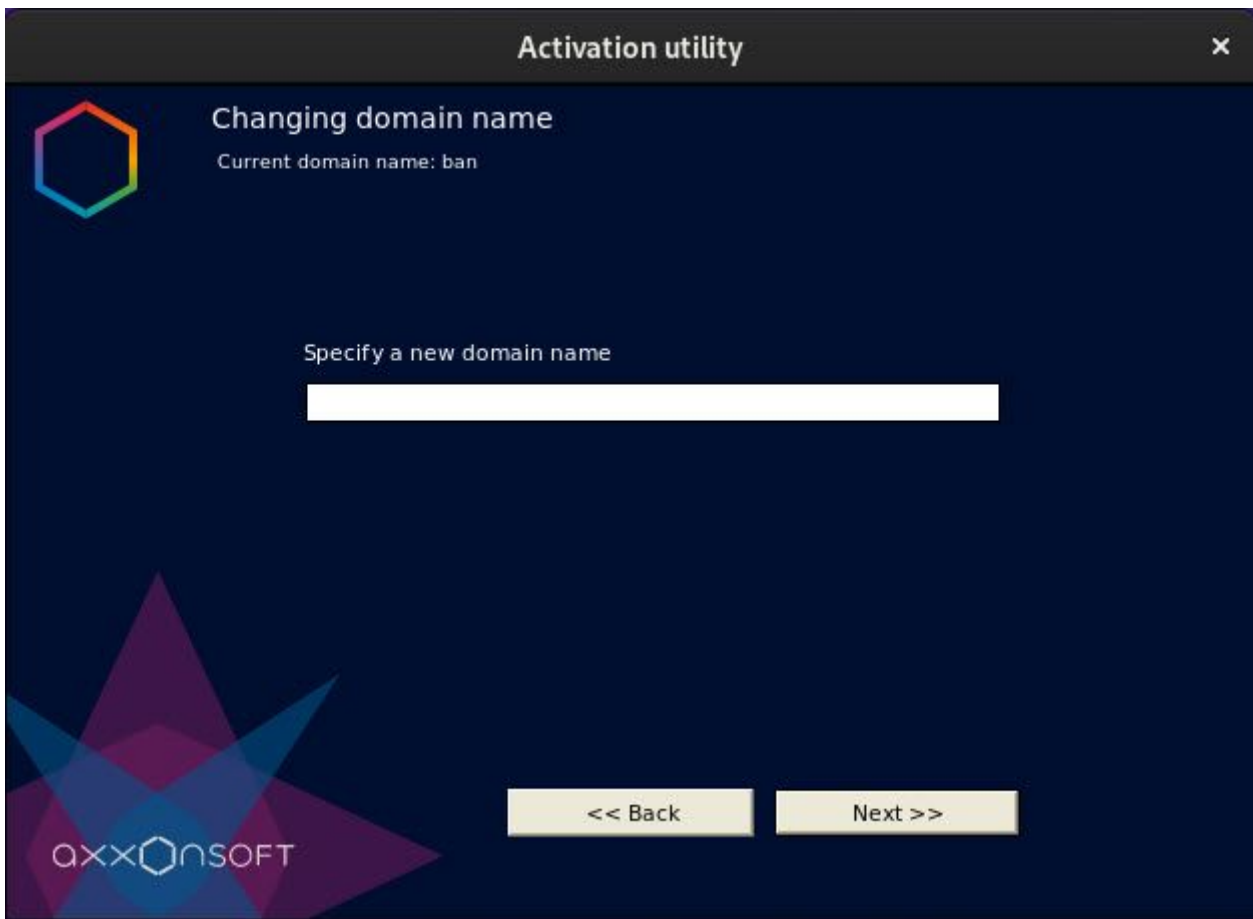 Activation utility
Changing domain name
Current domain name: ban
Specify a new domain name
<< Back
Next >>
axxonsoft